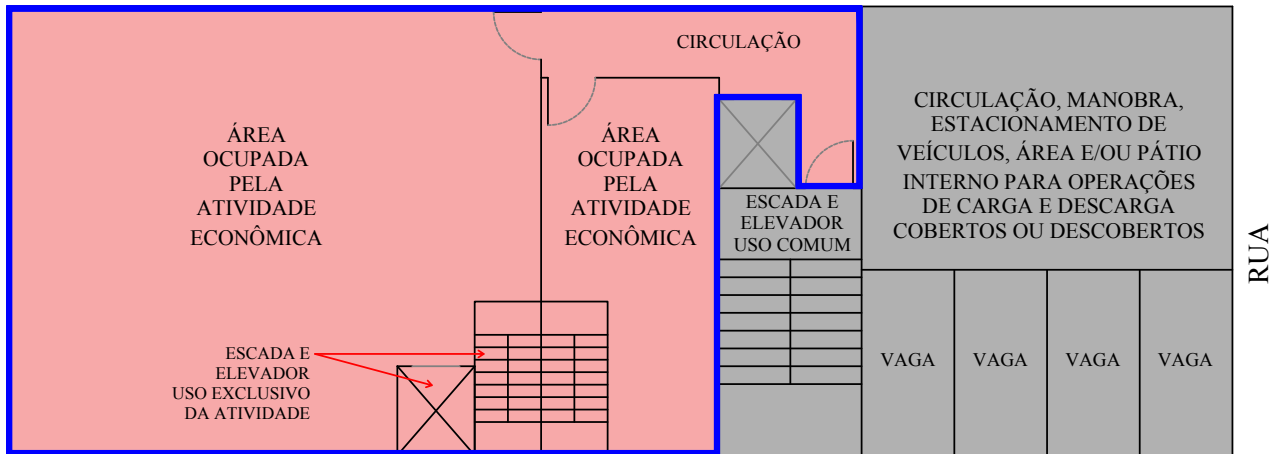 CIRCULAÇÃO
ÁREA
OCUPADA
PELA
ATIVIDADE
ECONÔMICA
ÁREA
OCUPADA
PELA
ATIVIDADE
ECONÔMICA
ESCADA E
ELEVADOR
USO COMUM
CIRCULAÇÃO, MANOBRA,
ESTACIONAMENTO DE
VEÍCULOS, ÁREA E/OU PÁTIO
INTERNO PARA OPERAÇÕES
DE CARGA E DESCARGA
COBERTOS OU DESCOBERTOS
RUA
ESCADA E
ELEVADOR
USO EXCLUSIVO
DA ATIVIDADE
VAGA
VAGA
VAGA
VAGA